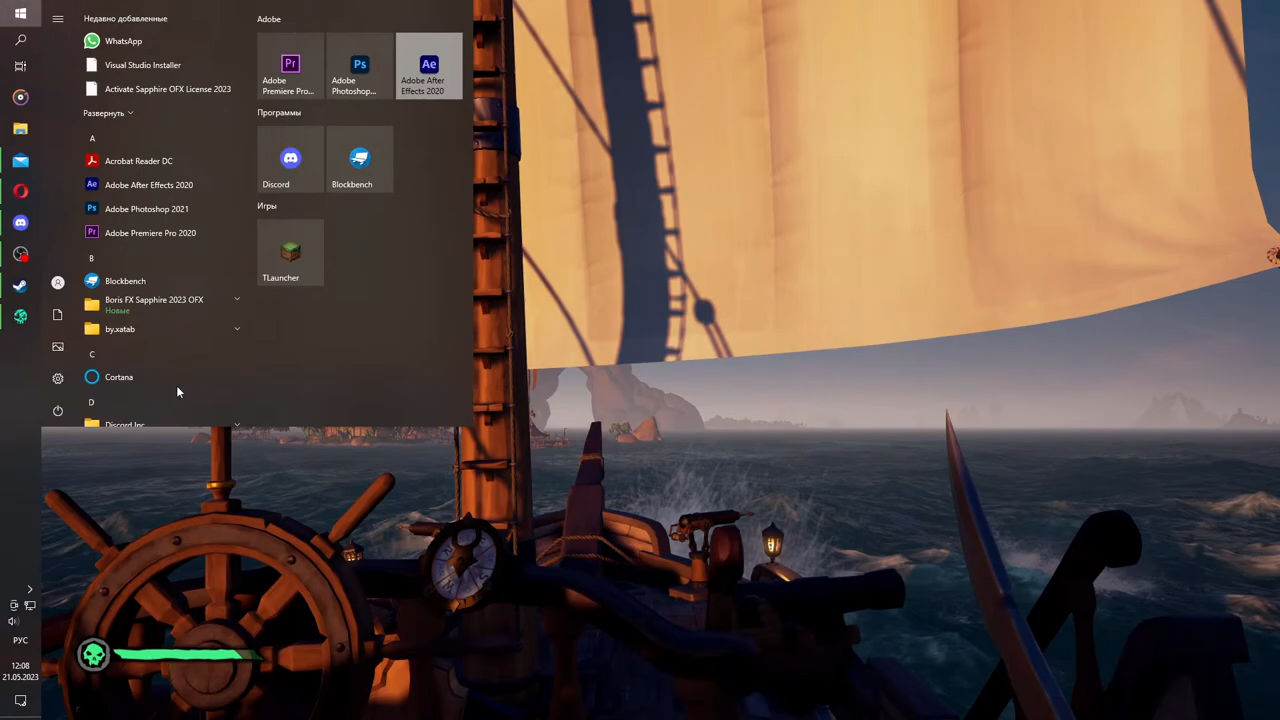 Недавно добавленные
WhatsApp
Visual Studio Installer
Activate Sapphire OFX License 2023
Развернуть
A
Acrobat Reader DC
Adobe After Effects 2020
Adobe Photoshop 2021
Adobe Premiere Pro 2020
B
Blockbench
Boris FX Sapphire 2023 OFX
Новые
by.xatab
C
Cortana
D
Discord Inc
Adobe
Adobe
Premiere Pro...
Adobe
Photoshop...
Adobe After
Effects 2020
Программы
Discord
Blockbench
Игры
TLauncher
РУС
12:08
21.05.2023